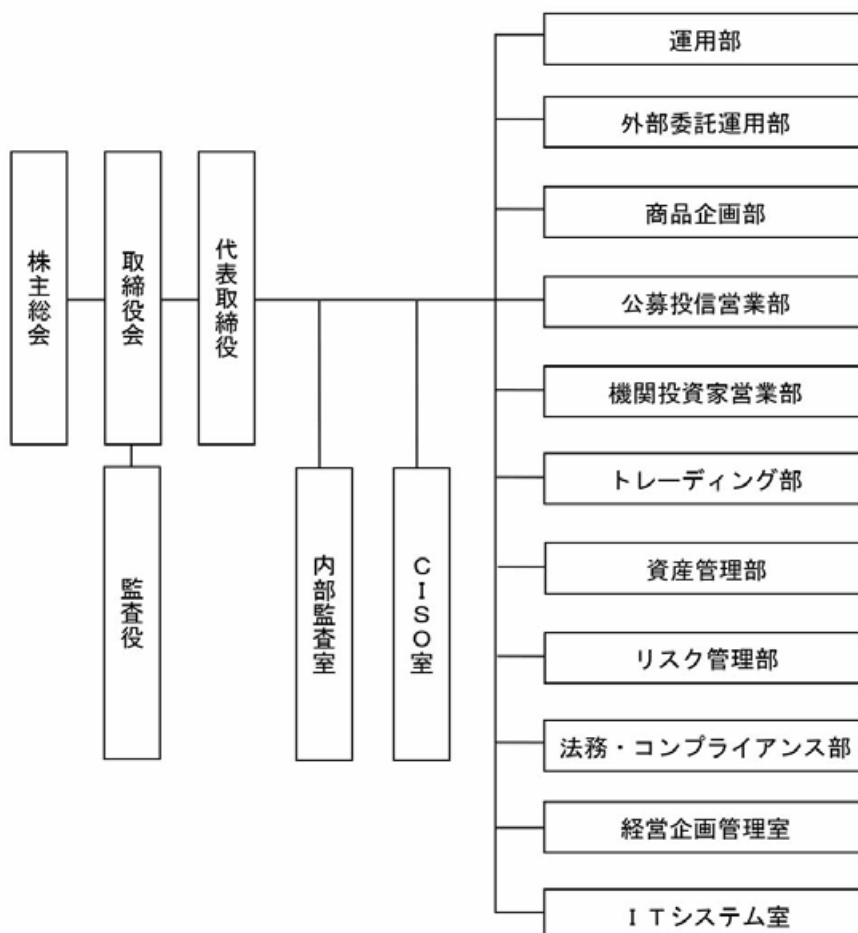 株主総会
取締役会
代表取締役
監査役
内部監査室
CISO室
運用部
外部委託運用部
商品企画部
公募投信営業部
機関投資家営業部
トレーディング部
資産管理部
リスク管理部
法務・コンプライアンス部
経営企画管理室
ITシステム室